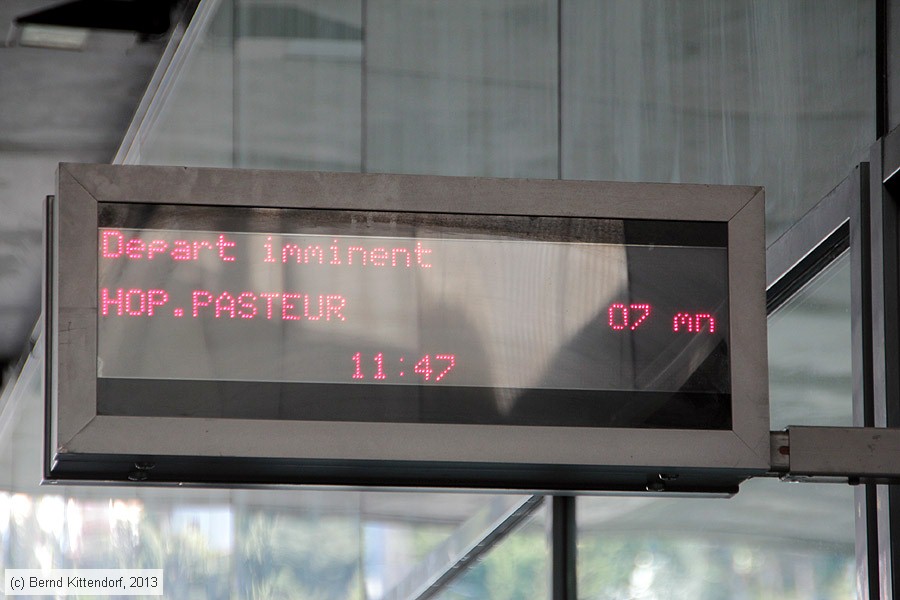 Depart imminent
HOP.PASTEUR 07 mn
11:47
(c) Bernd Kittendorf, 2013